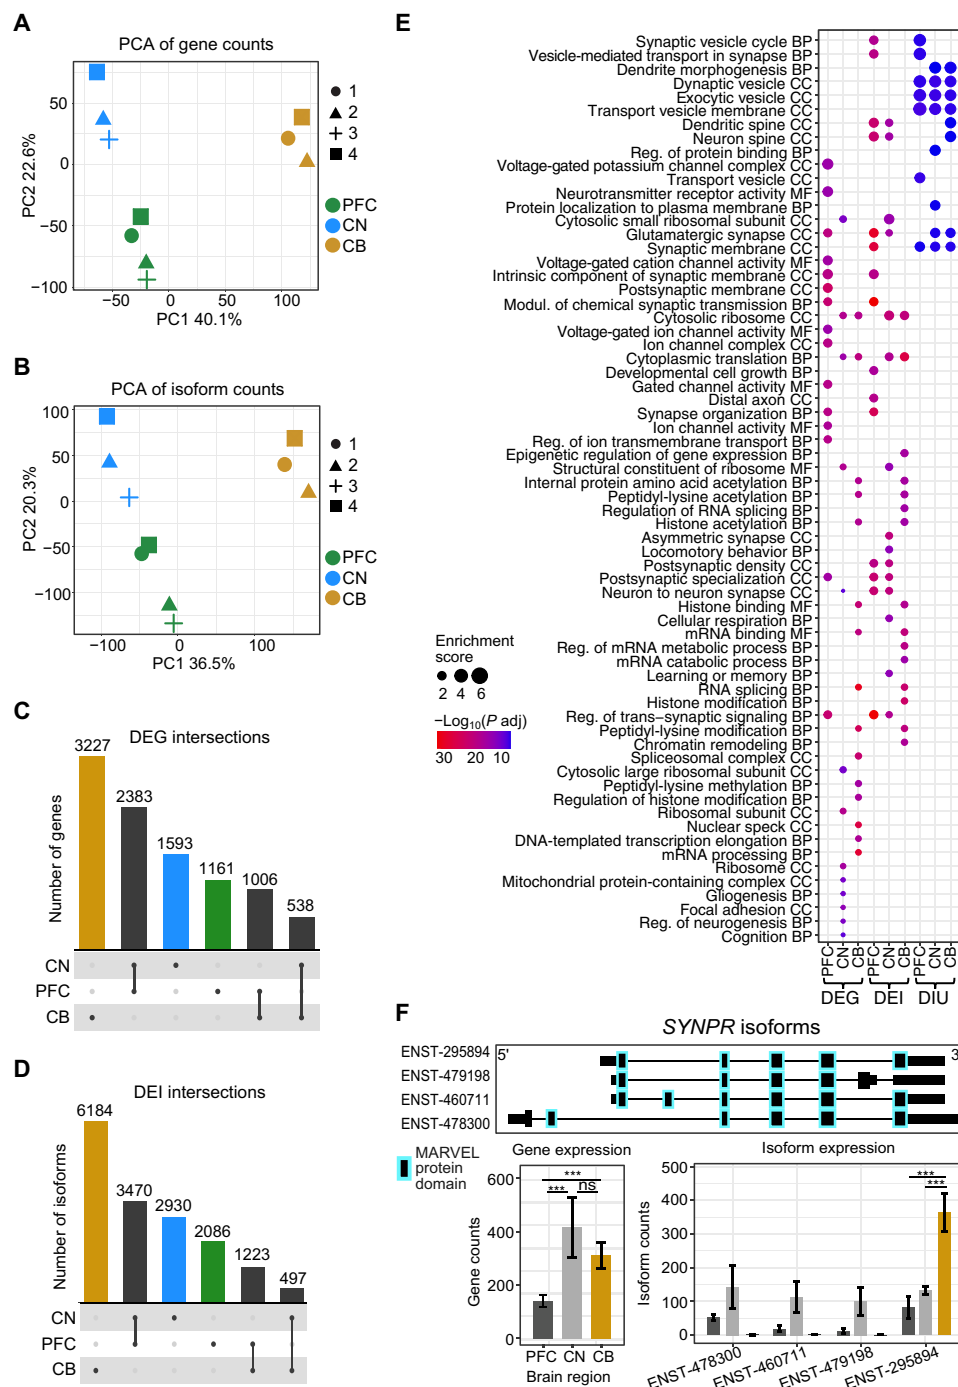 A
PCA of gene counts
PC2 22.6%
50
0
−50
−100
−50
0
50
100
PC1 40.1%
1
2
3
4
PFC
CN
CB
B
PCA of isoform counts
PC2 20.3%
100
50
0
−50
−100
−100
0
100
PC1 36.5%
1
2
3
4
PFC
CN
CB
C
DEG intersections
Number of genes
3227
2383
1593
1161
1006
538
CN
PFC
CB
D
DEI intersections
Number of isoforms
6184
3470
2930
2086
1223
497
CN
PFC
CB
E
Synaptic vesicle cycle BP
Vesicle-mediated transport in synapse BP
Dendrite morphogenesis BP
Dynaptic vesicle CC
Exocytic vesicle CC
Transport vesicle membrane CC
Dendritic spine CC
Neuron spine CC
Reg. of protein binding BP
Voltage-gated potassium channel complex CC
Transport vesicle CC
Neurotransmitter receptor activity MF
Protein localization to plasma membrane BP
Cytosolic small ribosomal subunit CC
Glutamatergic synapse CC
Synaptic membrane CC
Voltage-gated cation channel activity MF
Intrinsic component of synaptic membrane CC
Postsynaptic membrane CC
Modul. of chemical synaptic transmission BP
Cytosolic ribosome CC
Voltage-gated ion channel activity MF
Ion channel complex CC
Cytoplasmic translation BP
Developmental cell growth BP
Gated channel activity MF
Distal axon CC
Synapse organization BP
Ion channel activity MF
Reg. of ion transmembrane transport BP
Epigenetic regulation of gene expression BP
Structural constituent of ribosome MF
Internal protein amino acid acetylation BP
Peptidyl-lysine acetylation BP
Regulation of RNA splicing BP
Histone acetylation BP
Asymmetric synapse CC
Locomotory behavior BP
Postsynaptic density CC
Postsynaptic specialization CC
Neuron to neuron synapse CC
Histone binding MF
Cellular respiration BP
mRNA binding MF
Reg. of mRNA metabolic process BP
mRNA catabolic process BP
Learning or memory BP
RNA splicing BP
Histone modification BP
Reg. of trans−synaptic signaling BP
Peptidyl-lysine modification BP
Chromatin remodeling BP
Spliceosomal complex CC
Cytosolic large ribosomal subunit CC
Peptidyl-lysine methylation BP
Regulation of histone modification BP
Ribosomal subunit CC
Nuclear speck CC
DNA-templated transcription elongation BP
mRNA processing BP
Ribosome CC
Mitochondrial protein-containing complex CC
Gliogenesis BP
Focal adhesion CC
Reg. of neurogenesis BP
Cognition BP
Enrichment
score
2 4 6
−Log10(P adj)
30 20 10
PFC CN CB PFC CN CB PFC CN CB
DEG DEI DIU
F
SYNPR isoforms
5'
3
ENST-295894
ENST-479198
ENST-460711
ENST-478300
MARVEL
protein
domain
Gene expression
Gene counts
600
400
200
0
***
*** ns
PFC CN CB
Brain region
Isoform expression
Isoform counts
500
400
300
200
100
0
***
***
ENST-478300
ENST-460711
ENST-479198
ENST-295894